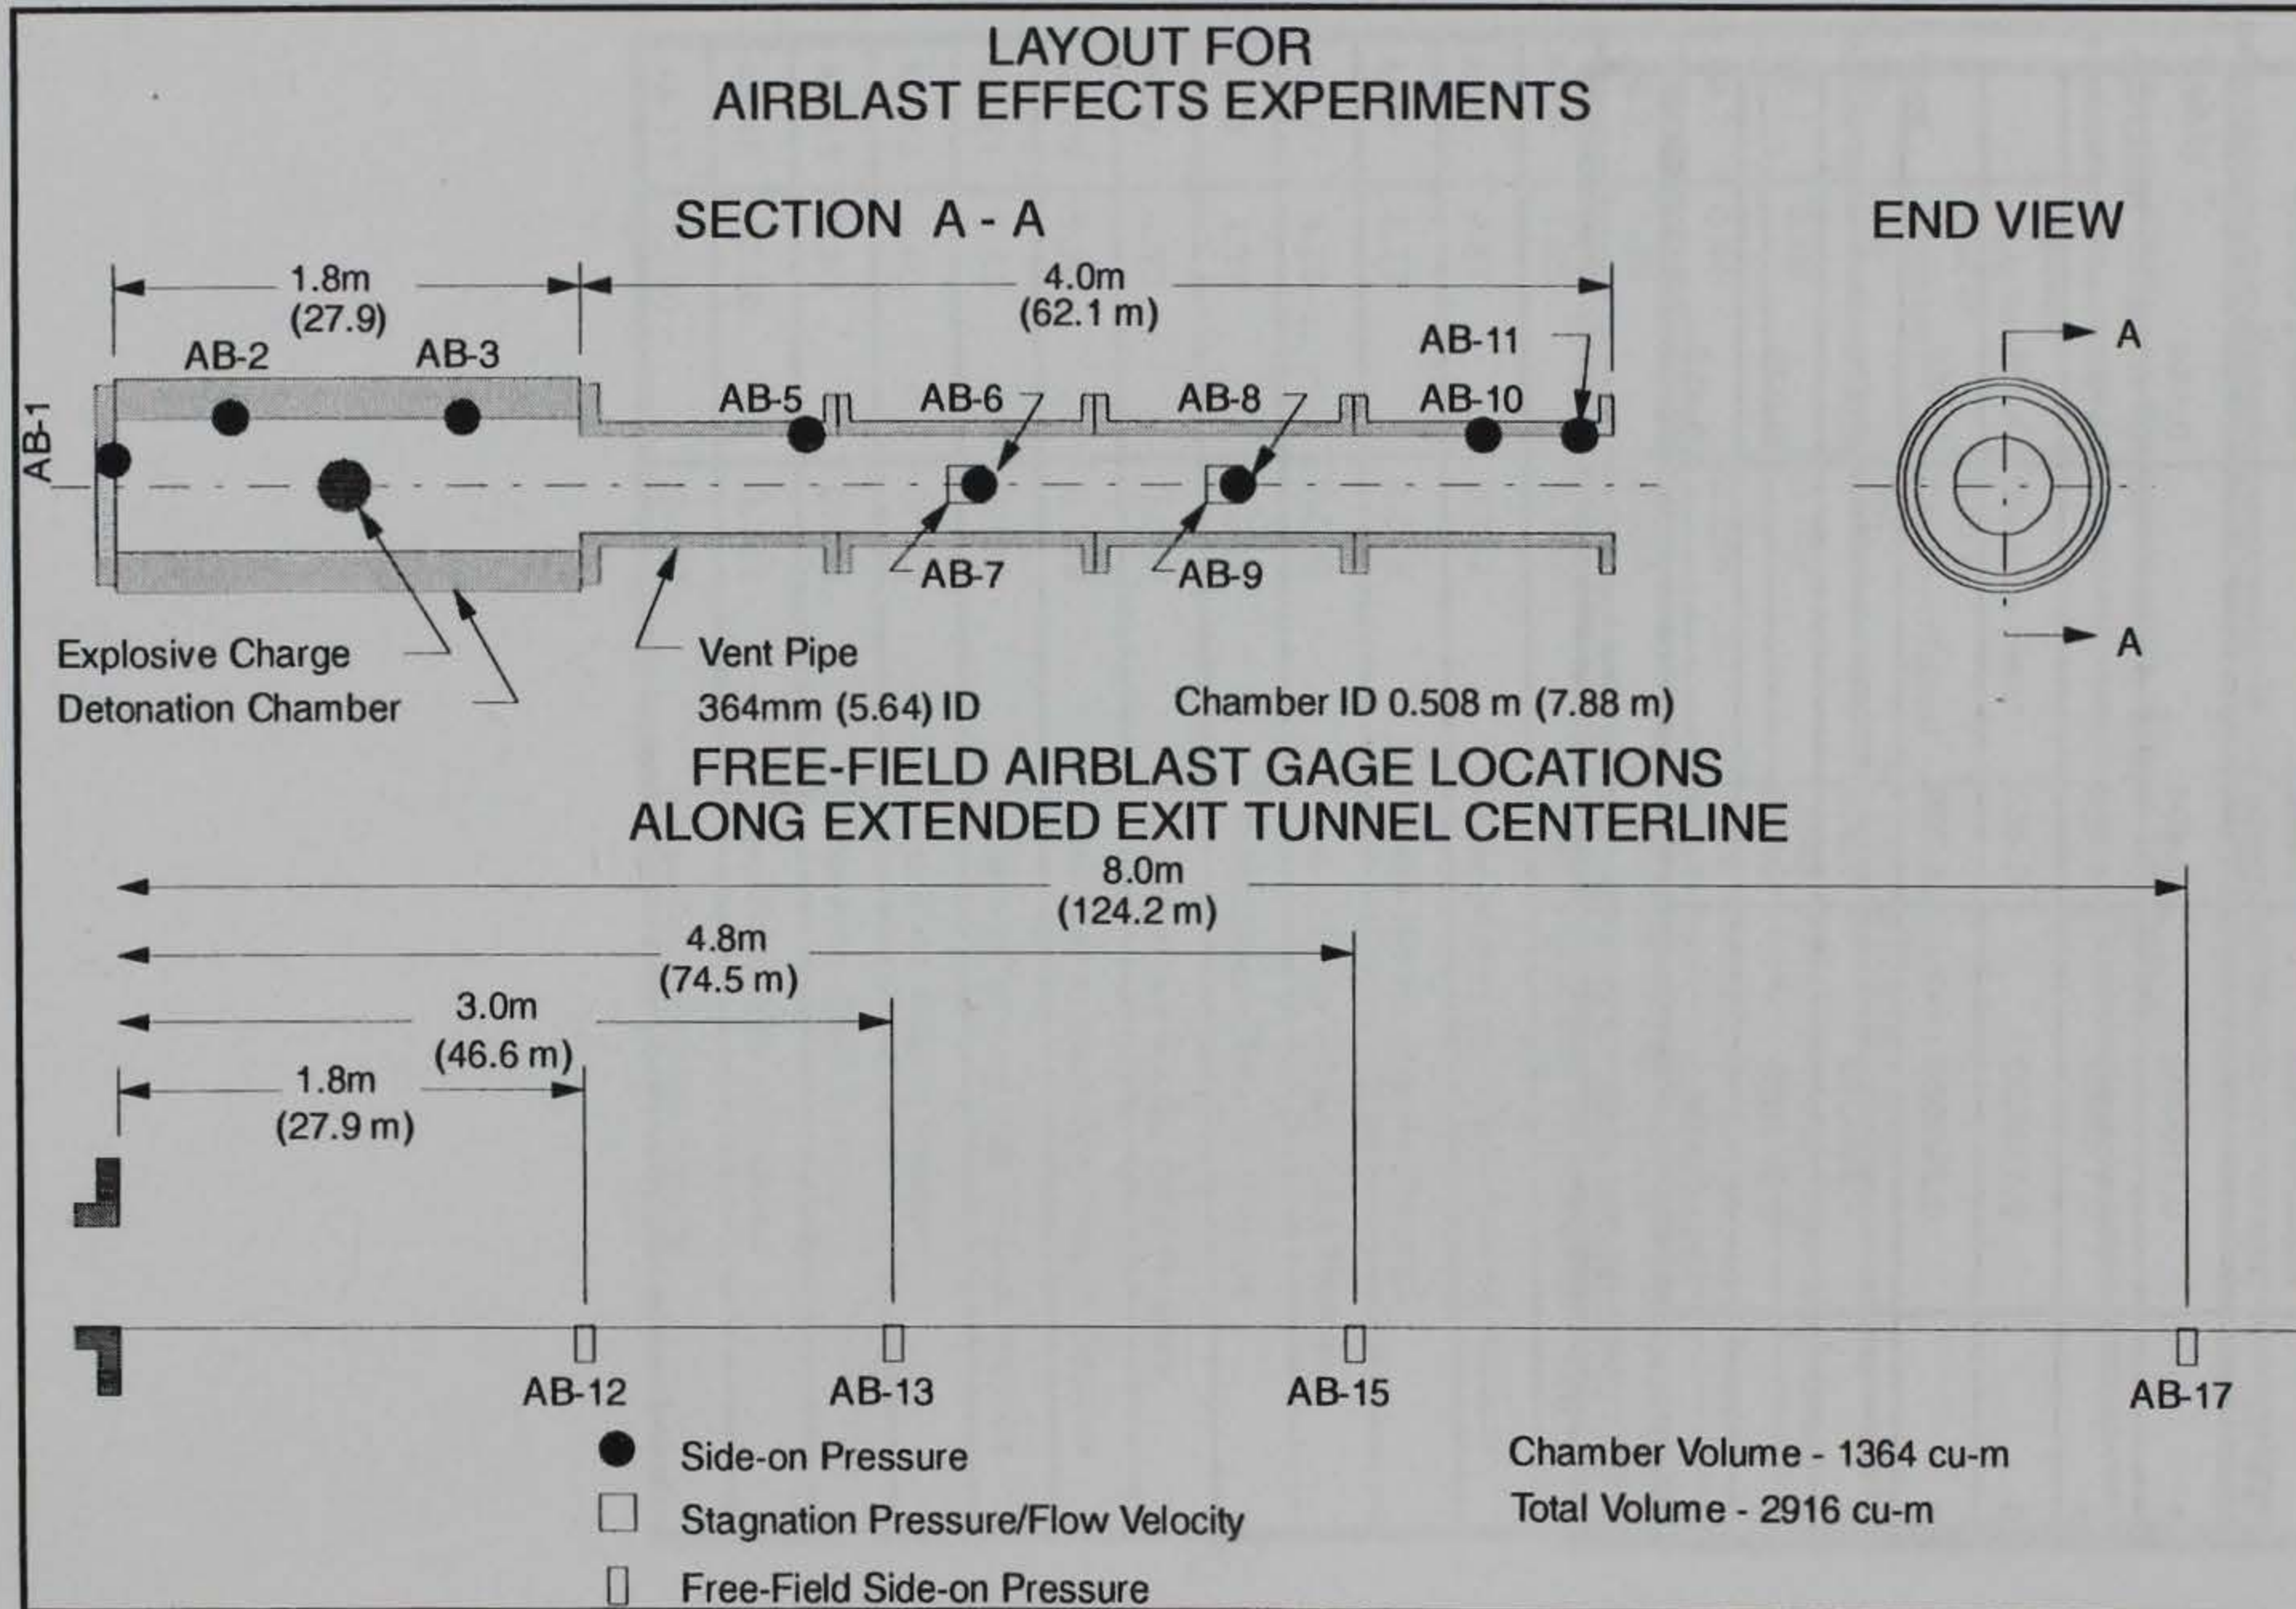 LAYOUT FOR
AIRBLAST EFFECTS EXPERIMENTS
SECTION A - A
END VIEW
1.8m
(27.9)
4.0m
(62.1 m)
AB-1
AB-2
AB-3
AB-5
AB-6
AB-8
AB-11
AB-10
AB-7
AB-9
A
A
Explosive Charge
Detonation Chamber
Vent Pipe
364mm (5.64) ID
Chamber ID 0.508 m (7.88 m)
FREE-FIELD AIRBLAST GAGE LOCATIONS
ALONG EXTENDED EXIT TUNNEL CENTERLINE
8.0m
(124.2 m)
4.8m
(74.5 m)
3.0m
(46.6 m)
1.8m
(27.9 m)
AB-12
AB-13
AB-15
AB-17
Side-on Pressure
Stagnation Pressure/Flow Velocity
Free-Field Side-on Pressure
Chamber Volume - 1364 cu-m
Total Volume - 2916 cu-m